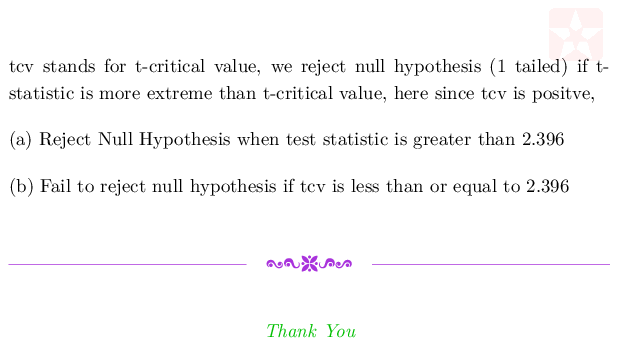 tcv stands for t-critical value, we reject null hypothesis (1 tailed) if t-
statistic is more extreme than t-critical value, here since tcv is positve,
(a) Reject Null Hypothesis when test statistic is greater than 2.396
(b) Fail to reject null hypothesis if tcv is less than or equal to 2.396
Thank You